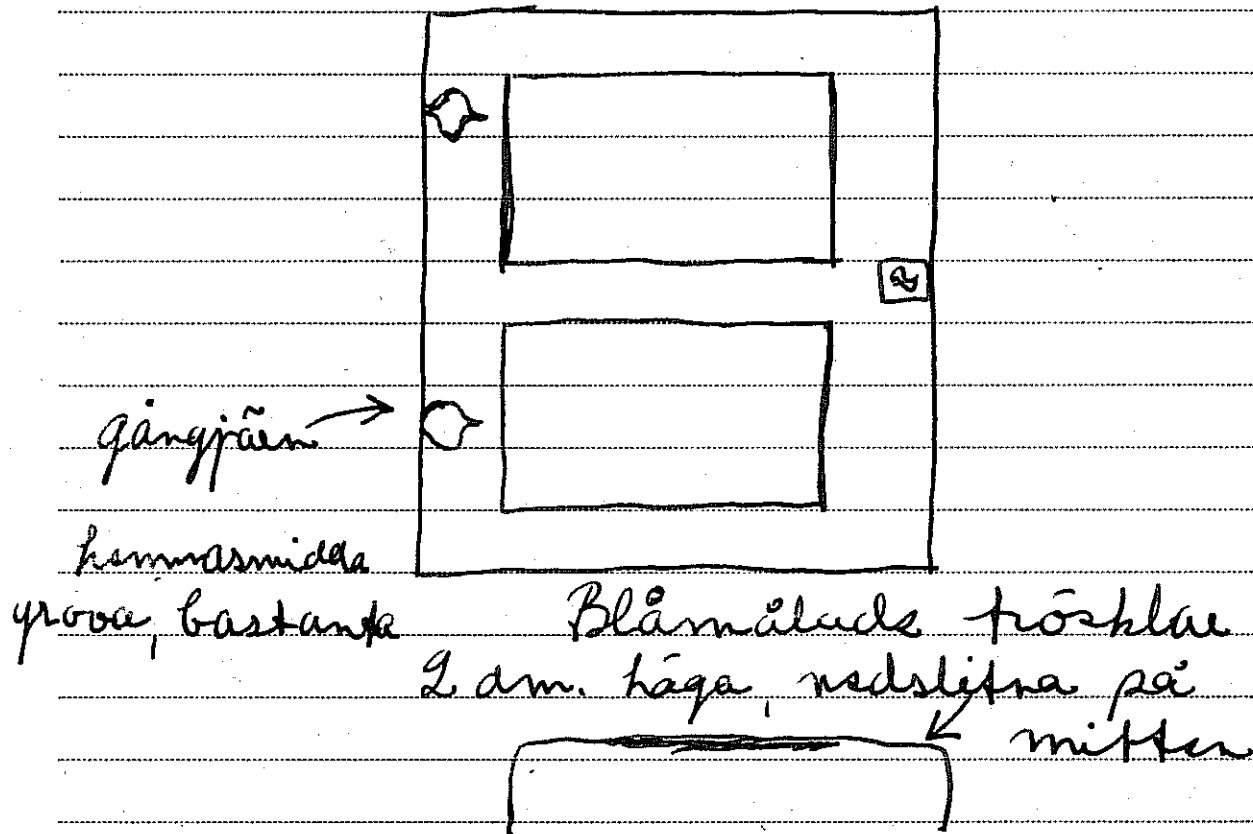 gångjärn
hemmasmidda
grova, bastanta
Blåmålade trösklar
2 dm. höga, nedslitna på
mitten